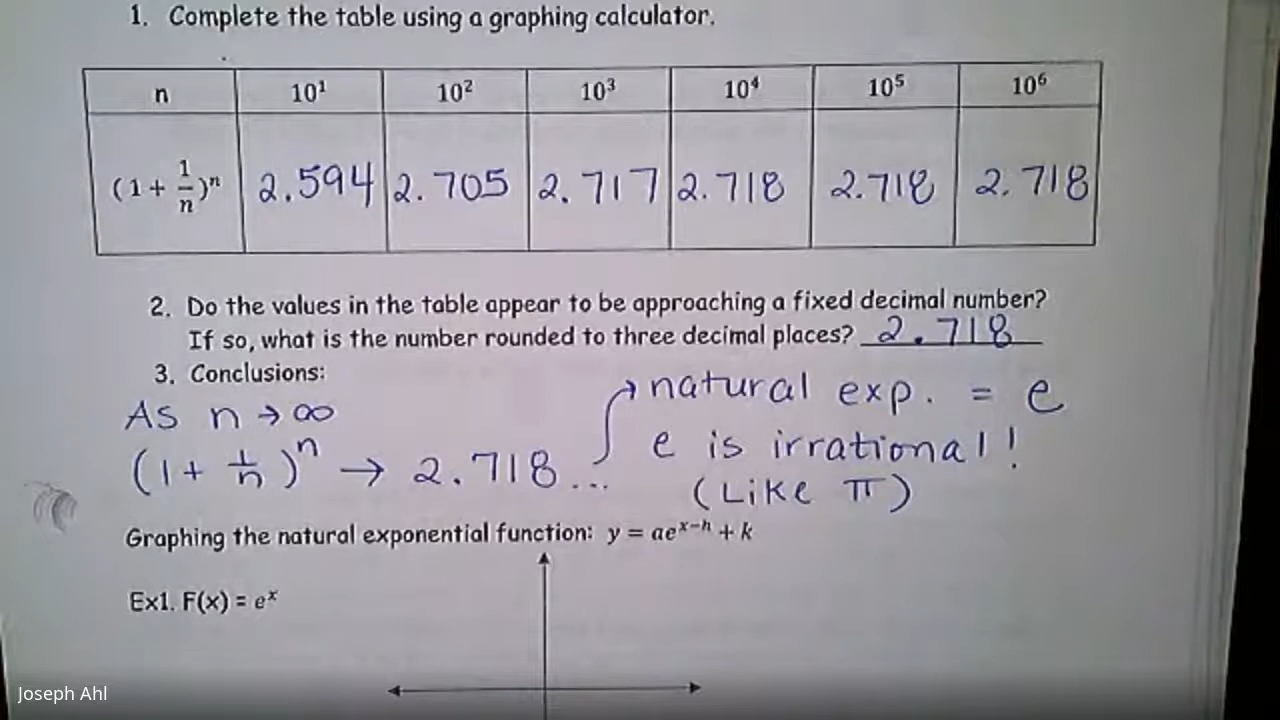 1. Complete the table using a graphing calculator.
n 10¹ 10² 10³ 10⁴ 10⁵ 10⁶
(1 + 1/n)ⁿ 2.594 2.705 2.717 2.718 2.718 2.718
2. Do the values in the table appear to be approaching a fixed decimal number?
If so, what is the number rounded to three decimal places? 2.718
3. Conclusions:
As n → ∞
(1 + 1/n)ⁿ → 2.718...
natural exp. = e
e is irrational!
(Like π)
Graphing the natural exponential function: y = aeˣ⁻ʰ + k
Ex1. F(x) = eˣ
Joseph Ahl